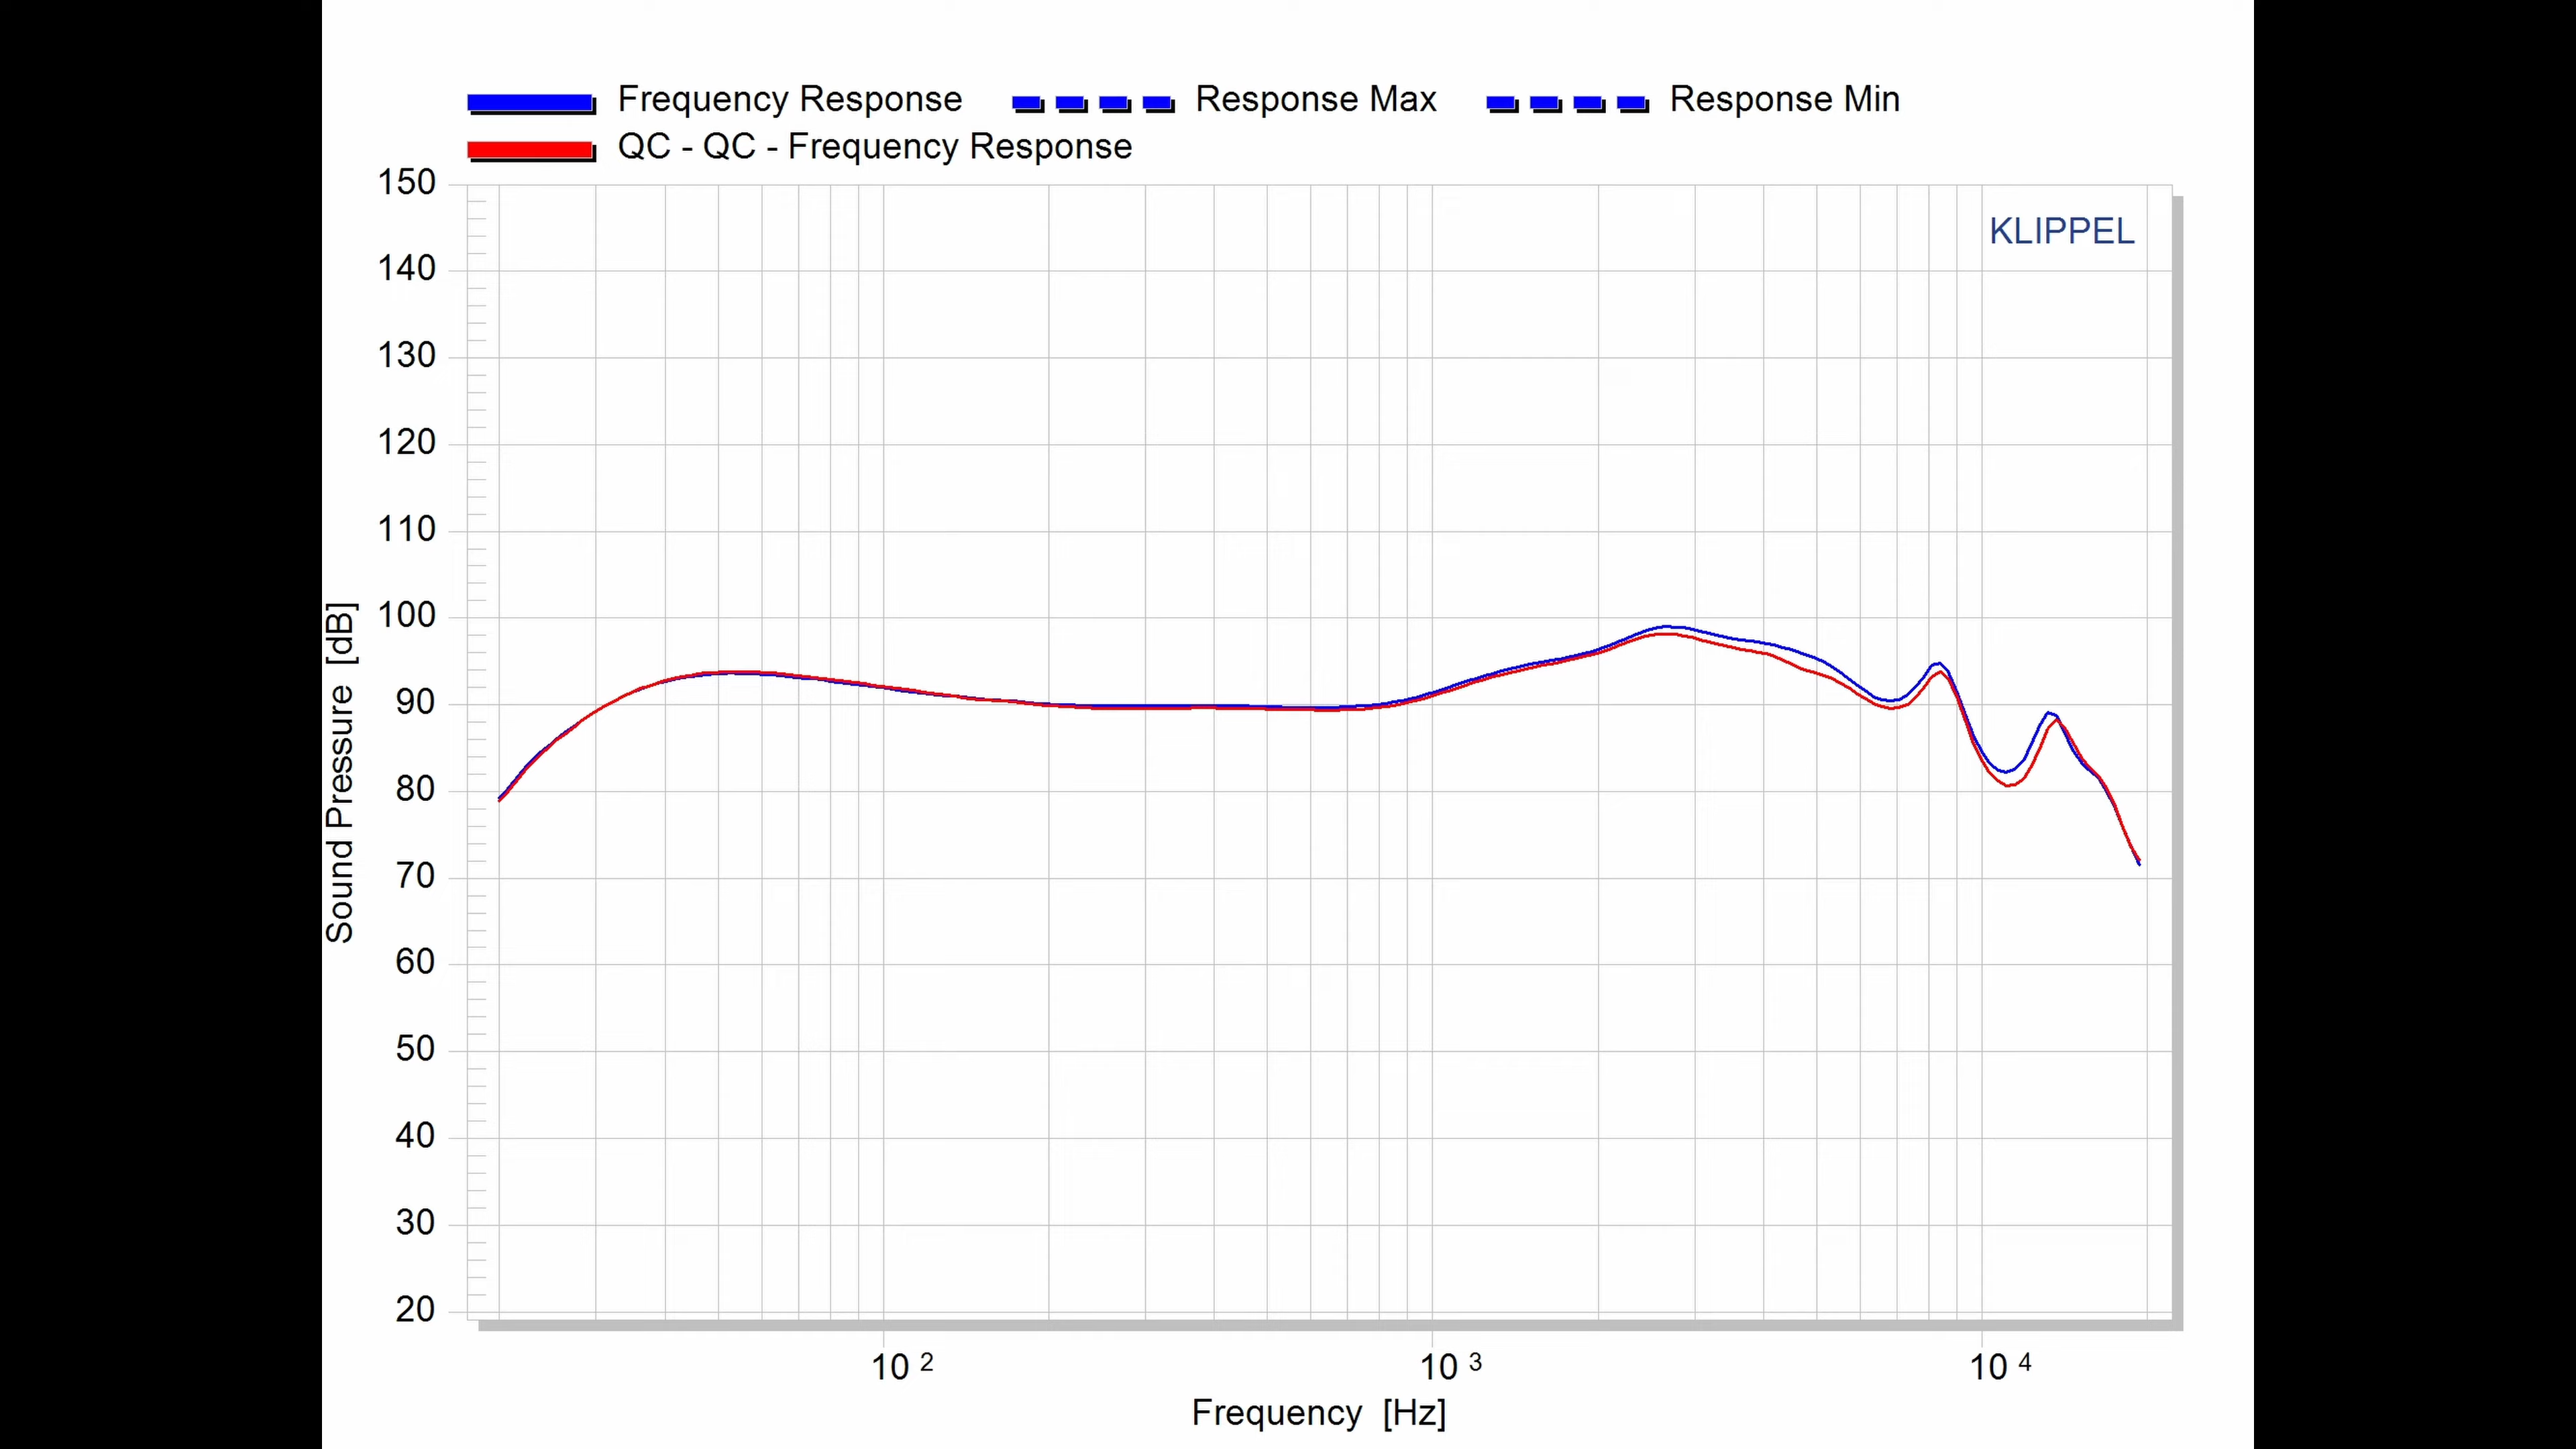 Frequency Response Response Max Response Min
QC - QC - Frequency Response
KLIPPEL
150
140
130
120
110
100
90
80
70
60
50
40
30
20
Sound Pressure [dB]
10 2 10 3 10 4
Frequency [Hz]